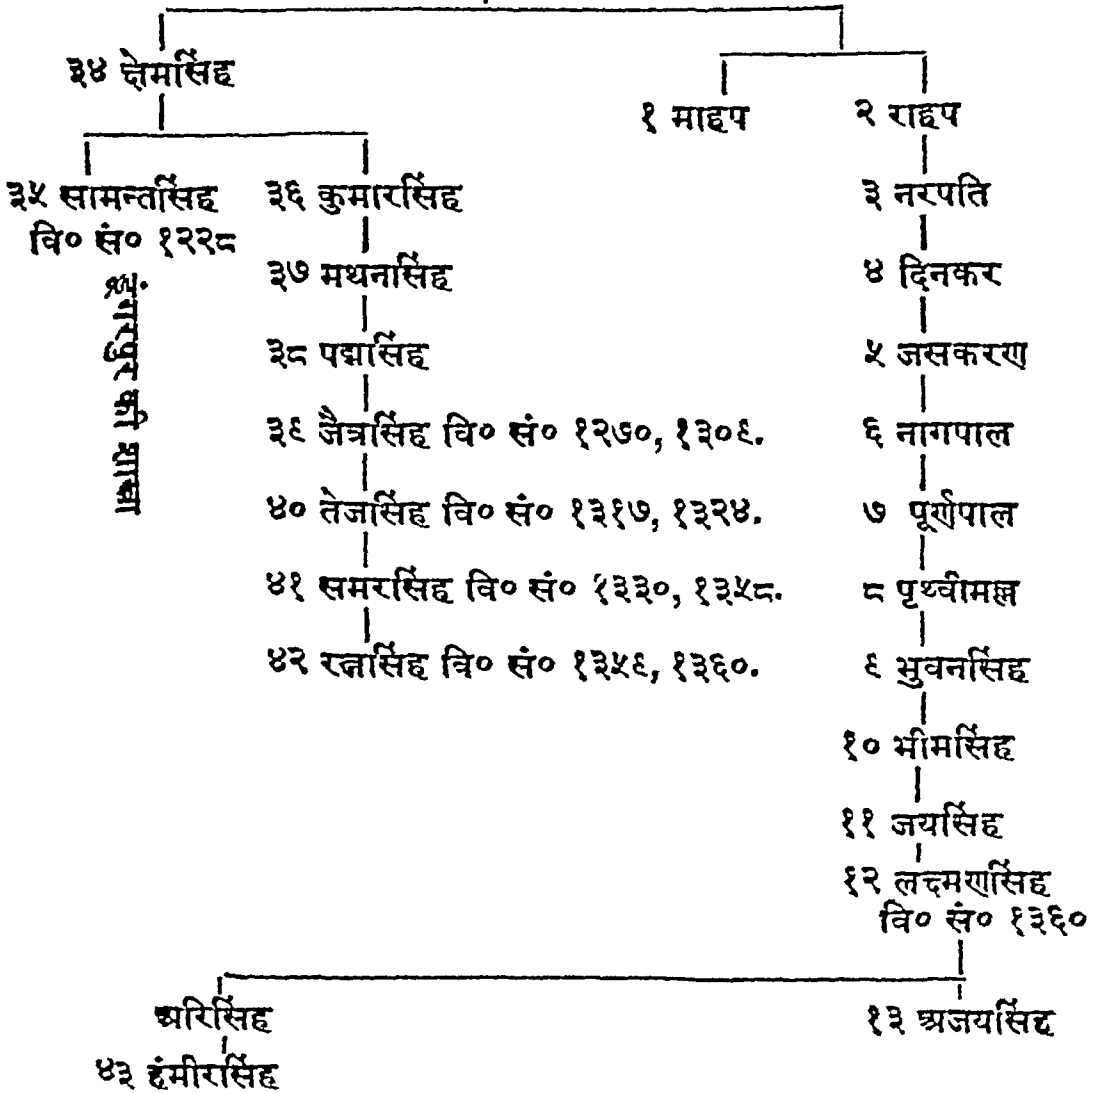 ३४ क्षेमसिंह
१ माहप
२ राहप
३५ सामन्तसिंह
वि० सं० १२२८
डूंगरपुर की शाखा
३६ कुमारसिंह
३७ मथनसिंह
३८ पद्मसिंह
३९ जैत्रसिंह वि० सं० १२७०, १३०९.
४० तेजसिंह वि० सं० १३१७, १३२४.
४१ समरसिंह वि० सं० १३३०, १३५८.
४२ रत्नसिंह वि० सं० १३५९, १३६०.
३ नरपति
४ दिनकर
५ जसकरण
६ नागपाल
७ पूर्णपाल
८ पृथ्वीमल्ल
९ भुवनसिंह
१० भीमसिंह
११ जयसिंह
१२ लक्ष्मणसिंह
वि० सं० १३६०
अरिसिंह
४३ हंमीरसिंह
१३ अजयसिंह